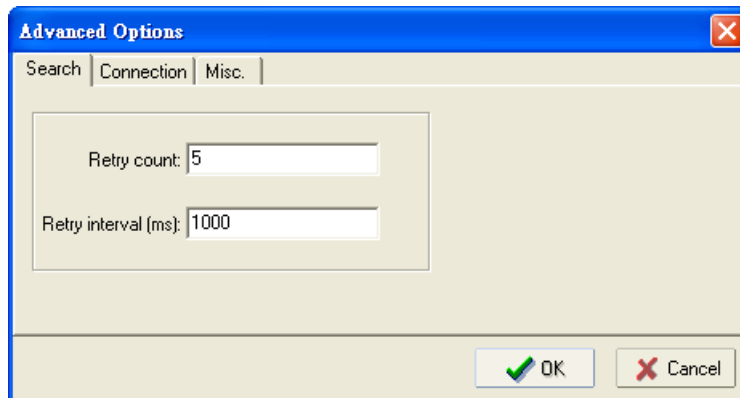 Advanced Options
Search Connection Misc.
Retry count: 5
Retry interval (ms): 1000
OK Cancel